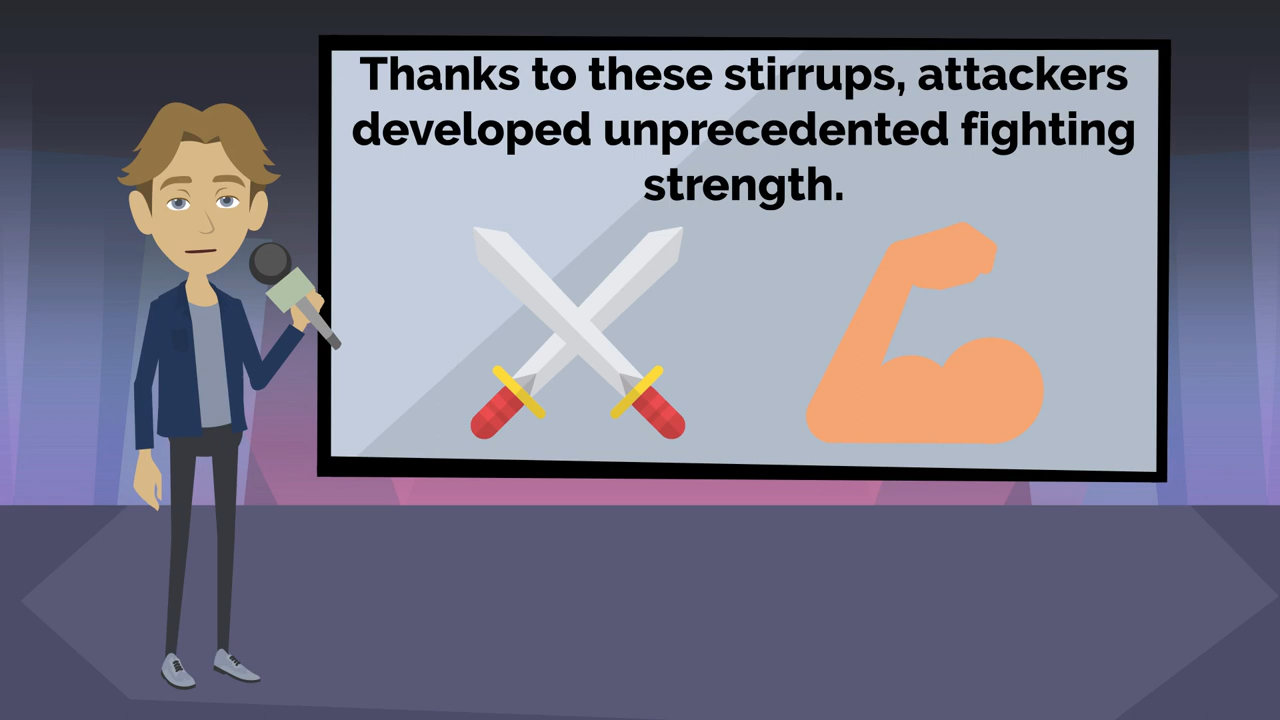 Thanks to these stirrups, attackers
developed unprecedented fighting
strength.